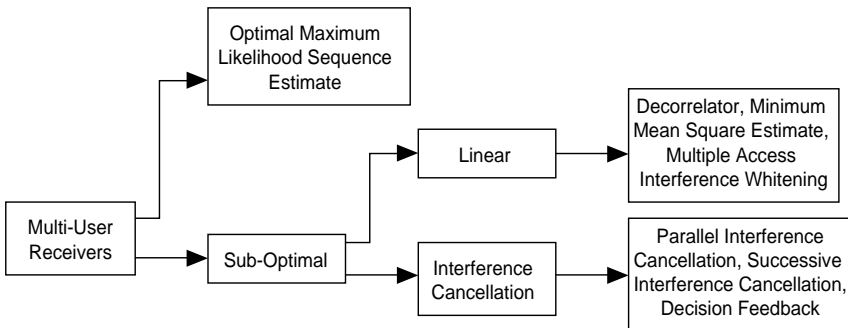 Optimal Maximum
Likelihood Sequence
Estimate
Decorrelator, Minimum
Mean Square Estimate,
Multiple Access
Interference Whitening
Linear
Multi-User
Receivers
Sub-Optimal
Interference
Cancellation
Parallel Interference
Cancellation, Successive
Interference Cancellation,
Decision Feedback